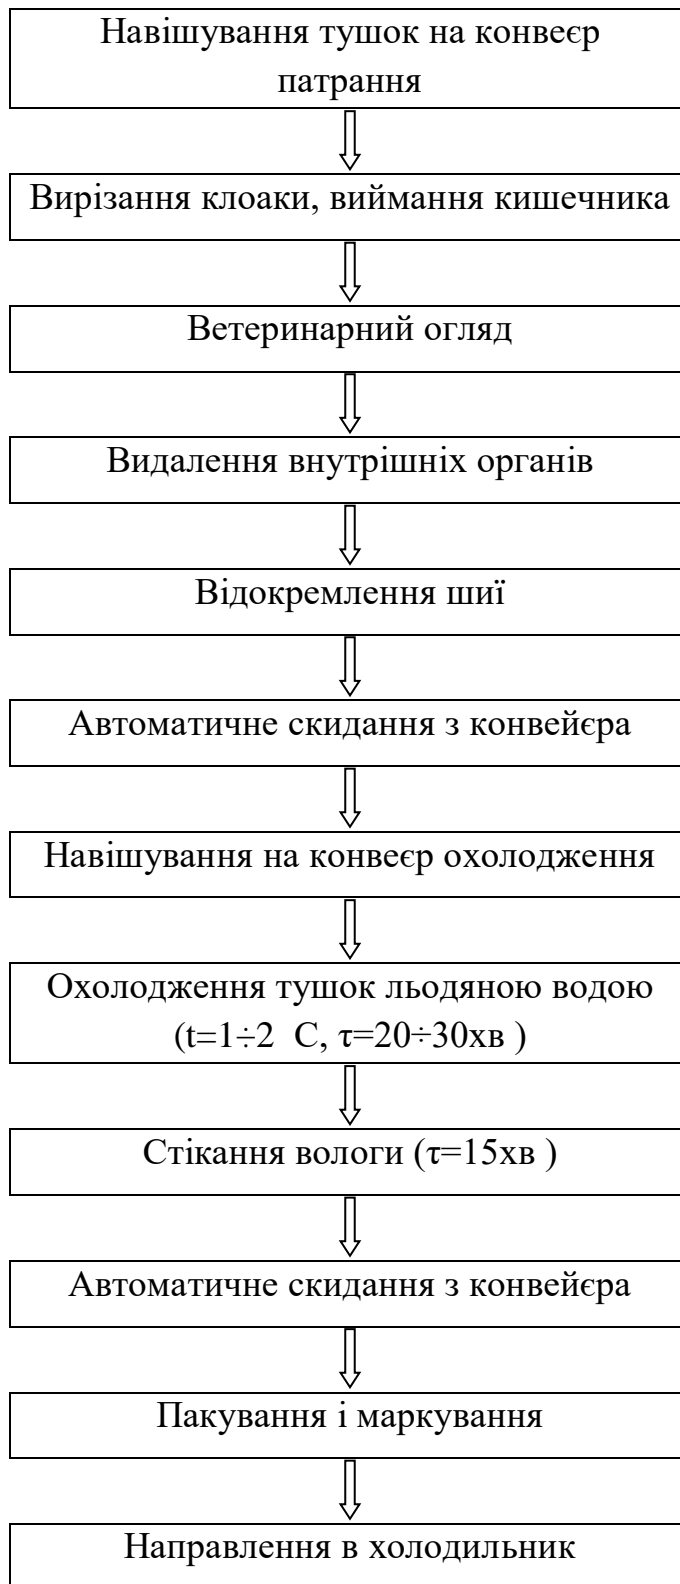 Навішування тушок на конвеєр
патрання
Вирізання клоаки, виймання кишечника
Ветеринарний огляд
Видалення внутрішніх органів
Відокремлення шиї
Автоматичне скидання з конвейєра
Навішування на конвеєр охолодження
Охолодження тушок льодяною водою
(t=1÷2  С, τ=20÷30хв )
Стікання вологи (τ=15хв )
Автоматичне скидання з конвейєра
Пакування і маркування
Направлення в холодильник